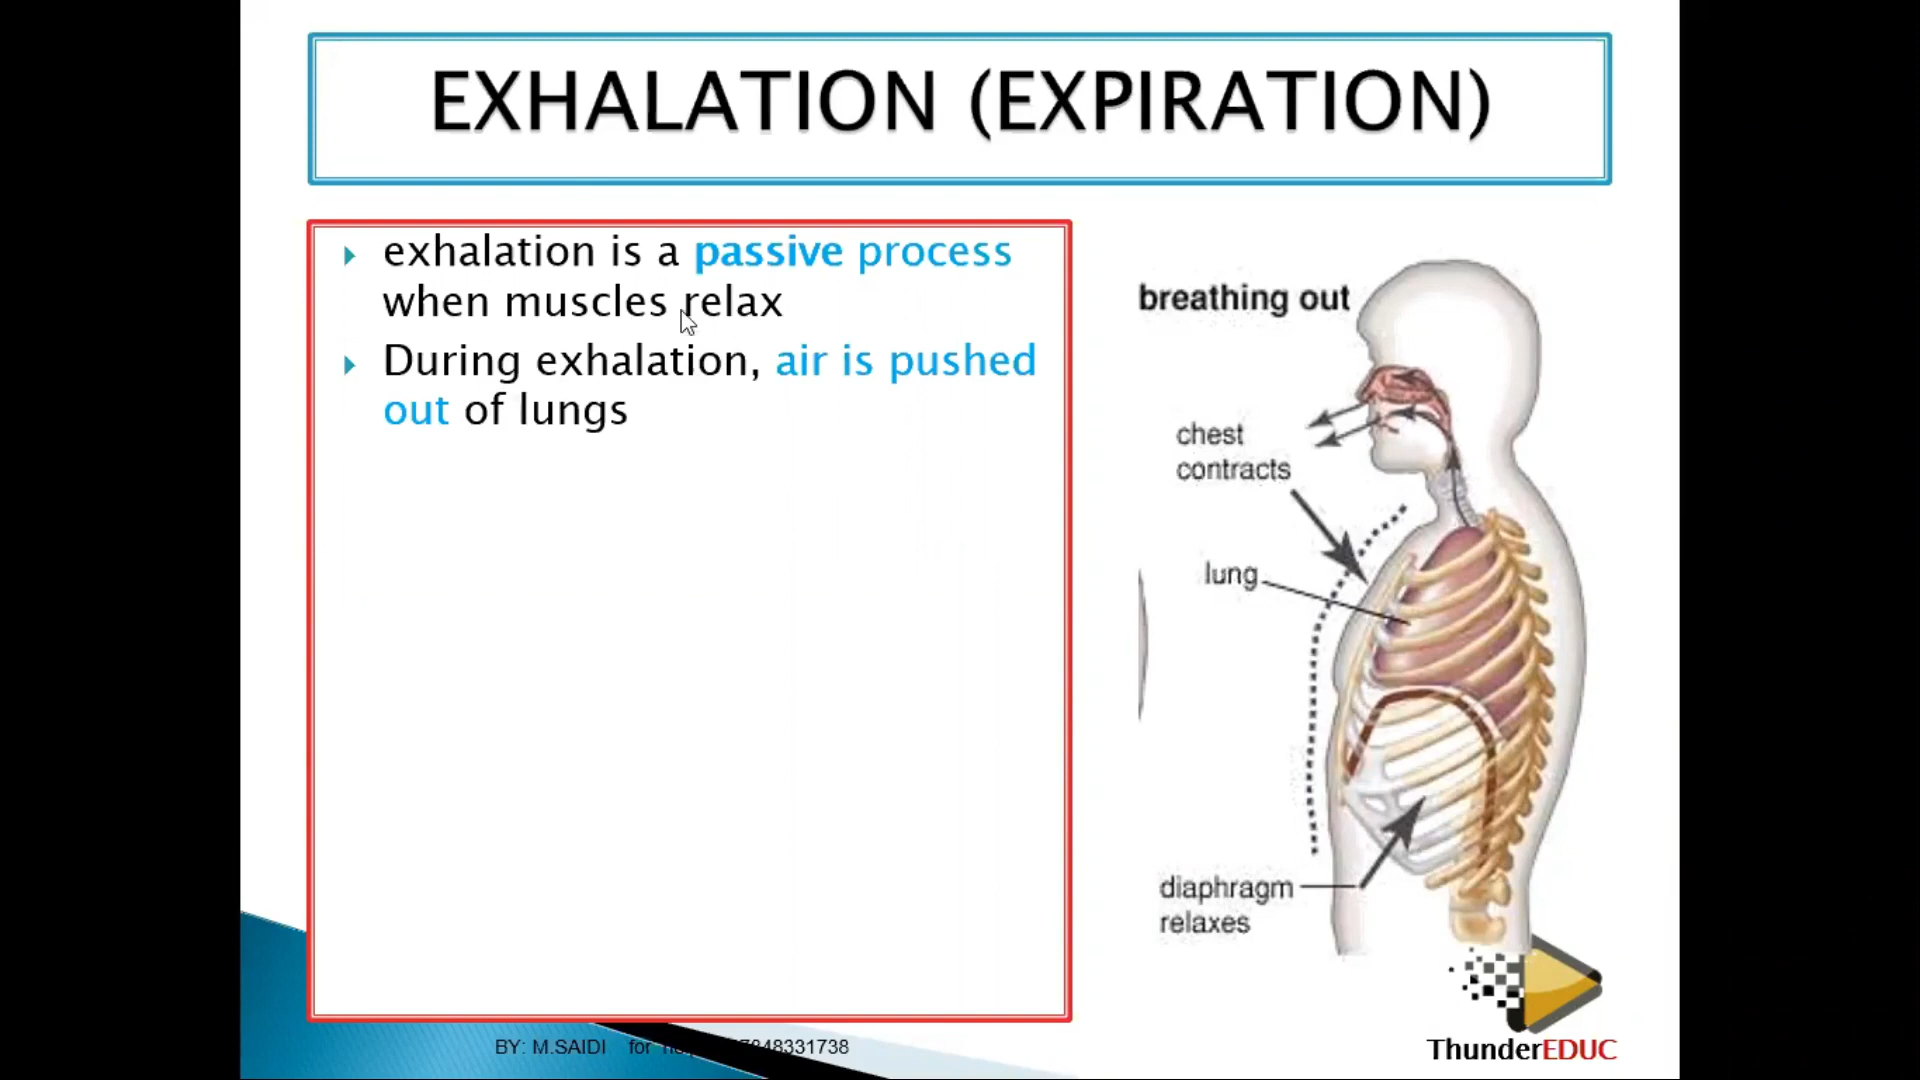 EXHALATION (EXPIRATION)
exhalation is a passive process
when muscles relax
During exhalation, air is pushed
out of lungs
breathing out
chest
contracts
lung
diaphragm
relaxes
BY: M.SAIDI for
ThunderEDUC